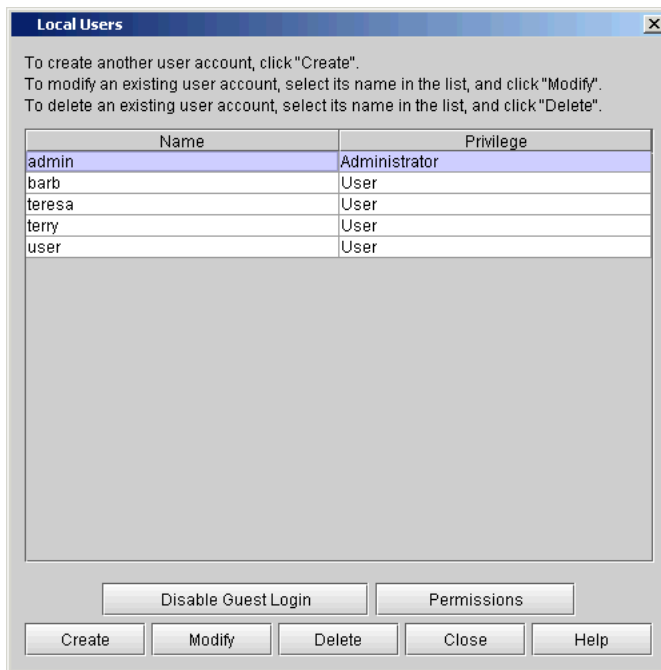 Local Users
To create another user account, click "Create".
To modify an existing user account, select its name in the list, and click "Modify".
To delete an existing user account, select its name in the list, and click "Delete".
Name Privilege
admin Administrator
barb User
teresa User
terry User
user User
Disable Guest Login Permissions
Create Modify Delete Close Help